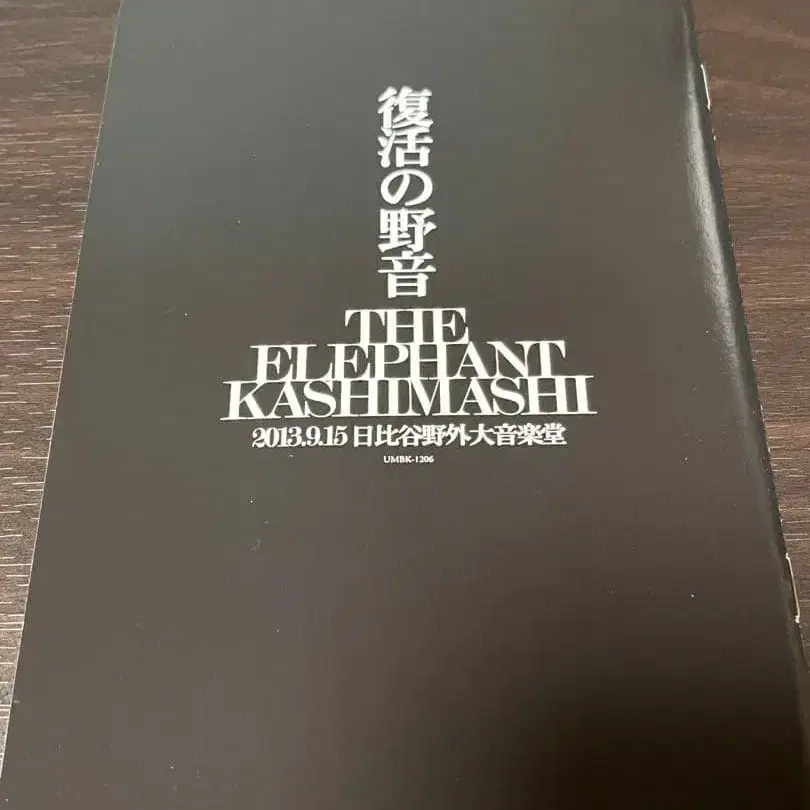 復活の野音
THE
ELEPHANT
KASHIMASHI
2013.9.15 日比谷野外大音楽堂
UMBK-1206